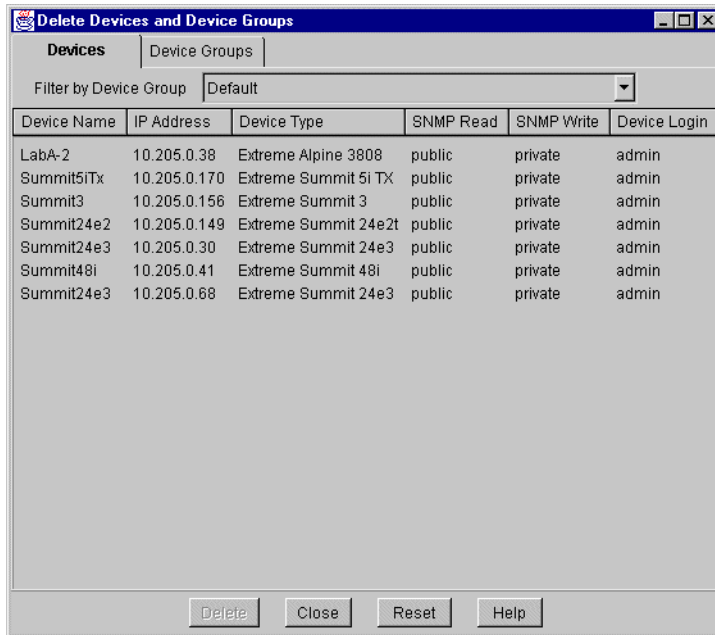 Delete Devices and Device Groups
Devices Device Groups
Filter by Device Group Default
Device Name IP Address Device Type SNMP Read SNMP Write Device Login
LabA-2 10.205.0.38 Extreme Alpine 3808 public private admin
Summit5iTx 10.205.0.170 Extreme Summit 5i TX public private admin
Summit3 10.205.0.156 Extreme Summit 3 public private admin
Summit24e2 10.205.0.149 Extreme Summit 24e2t public private admin
Summit24e3 10.205.0.30 Extreme Summit 24e3 public private admin
Summit48i 10.205.0.41 Extreme Summit 48i public private admin
Summit24e3 10.205.0.68 Extreme Summit 24e3 public private admin
Delete Close Reset Help